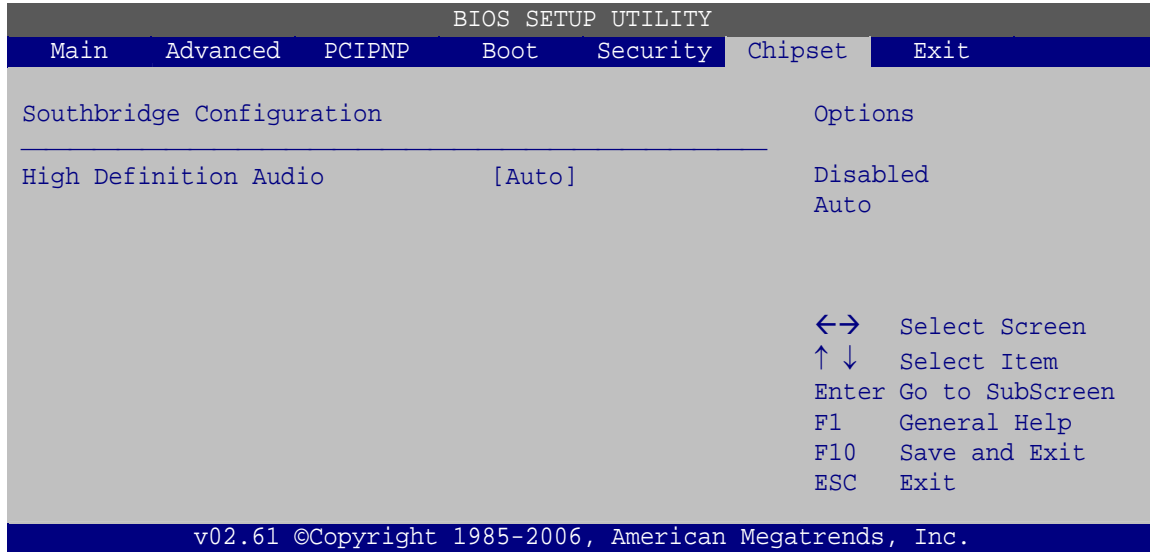 BIOS SETUP UTILITY
Main Advanced PCIPNP Boot Security Chipset Exit
Southbridge Configuration
High Definition Audio [Auto]
Options
Disabled
Auto
←→ Select Screen
↑ ↓ Select Item
Enter Go to SubScreen
F1 General Help
F10 Save and Exit
ESC Exit
v02.61 ©Copyright 1985-2006, American Megatrends, Inc.